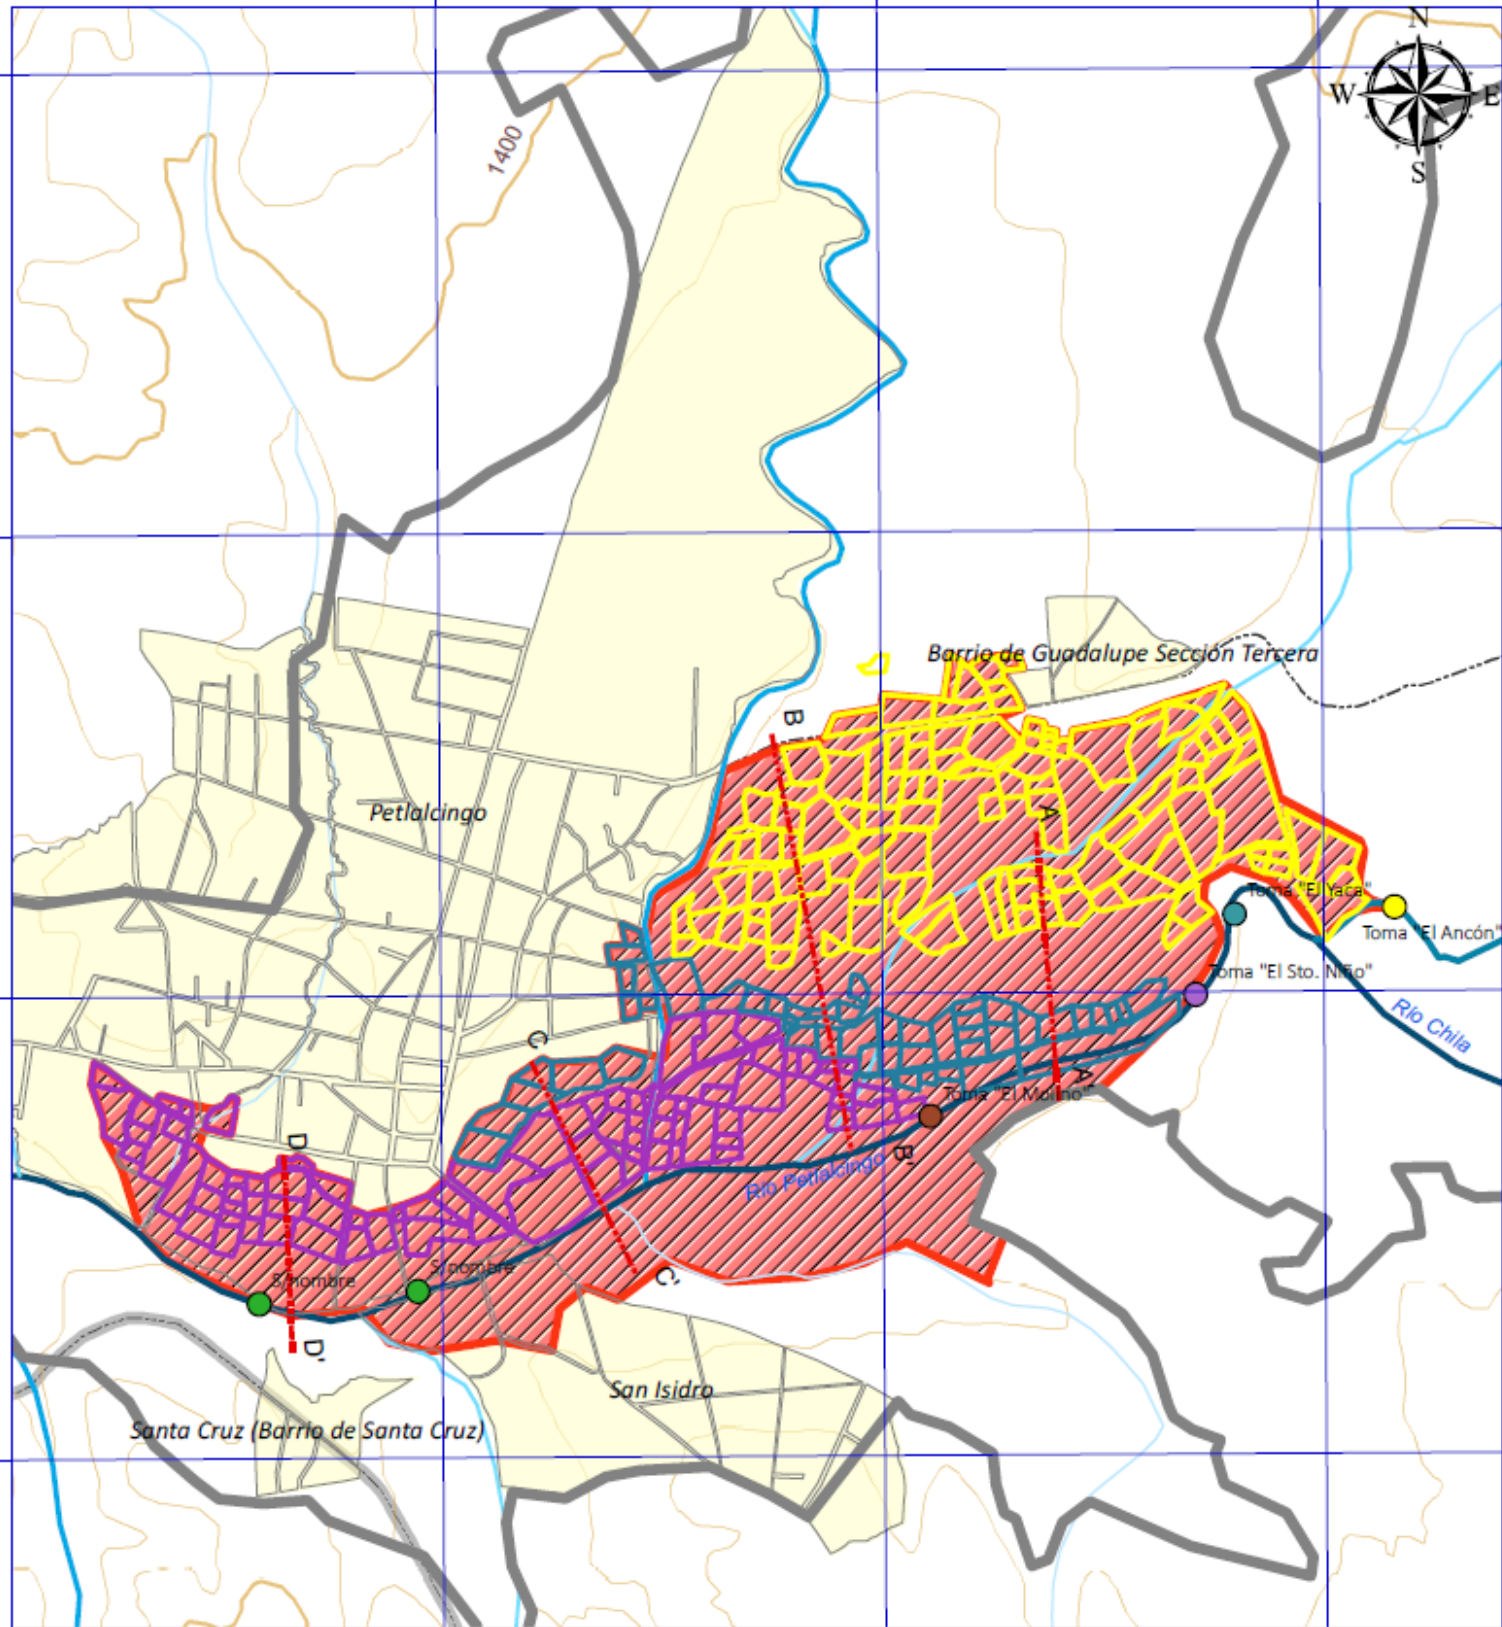 N
W
E
S
1400
Barrio de Guadalupe Sección Tercera
B
Petlalcingo
A
Toma "El Yaca"
Toma "El Ancón"
Toma "El Sto. Niño"
Río Chila
C
A'
Toma "El Molino"
D
B'
Río Petlalcingo
S/nombre
S/nombre
C'
D'
San Isidro
Santa Cruz (Barrio de Santa Cruz)